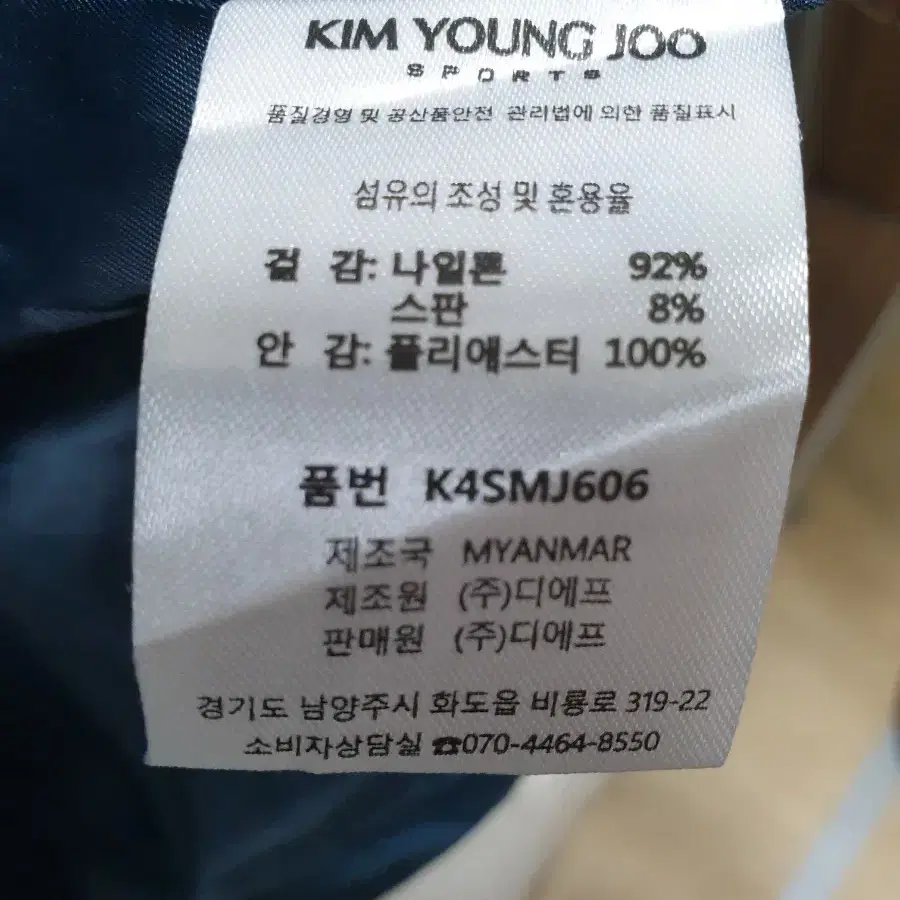 KIM YOUNG JOO
SPORTS
품질경영 및 공산품안전 관리법에 의한 품질표시
섬유의 조성 및 혼용율
겉 감: 나일론 92%
스판 8%
안 감: 폴리애스터 100%
품번 K4SMJ606
제조국 MYANMAR
제조원 (주)디에프
판매원 (주)디에프
경기도 남양주시 화도읍 비룡로 319-22
소비자상담실 ☎070-4464-8550